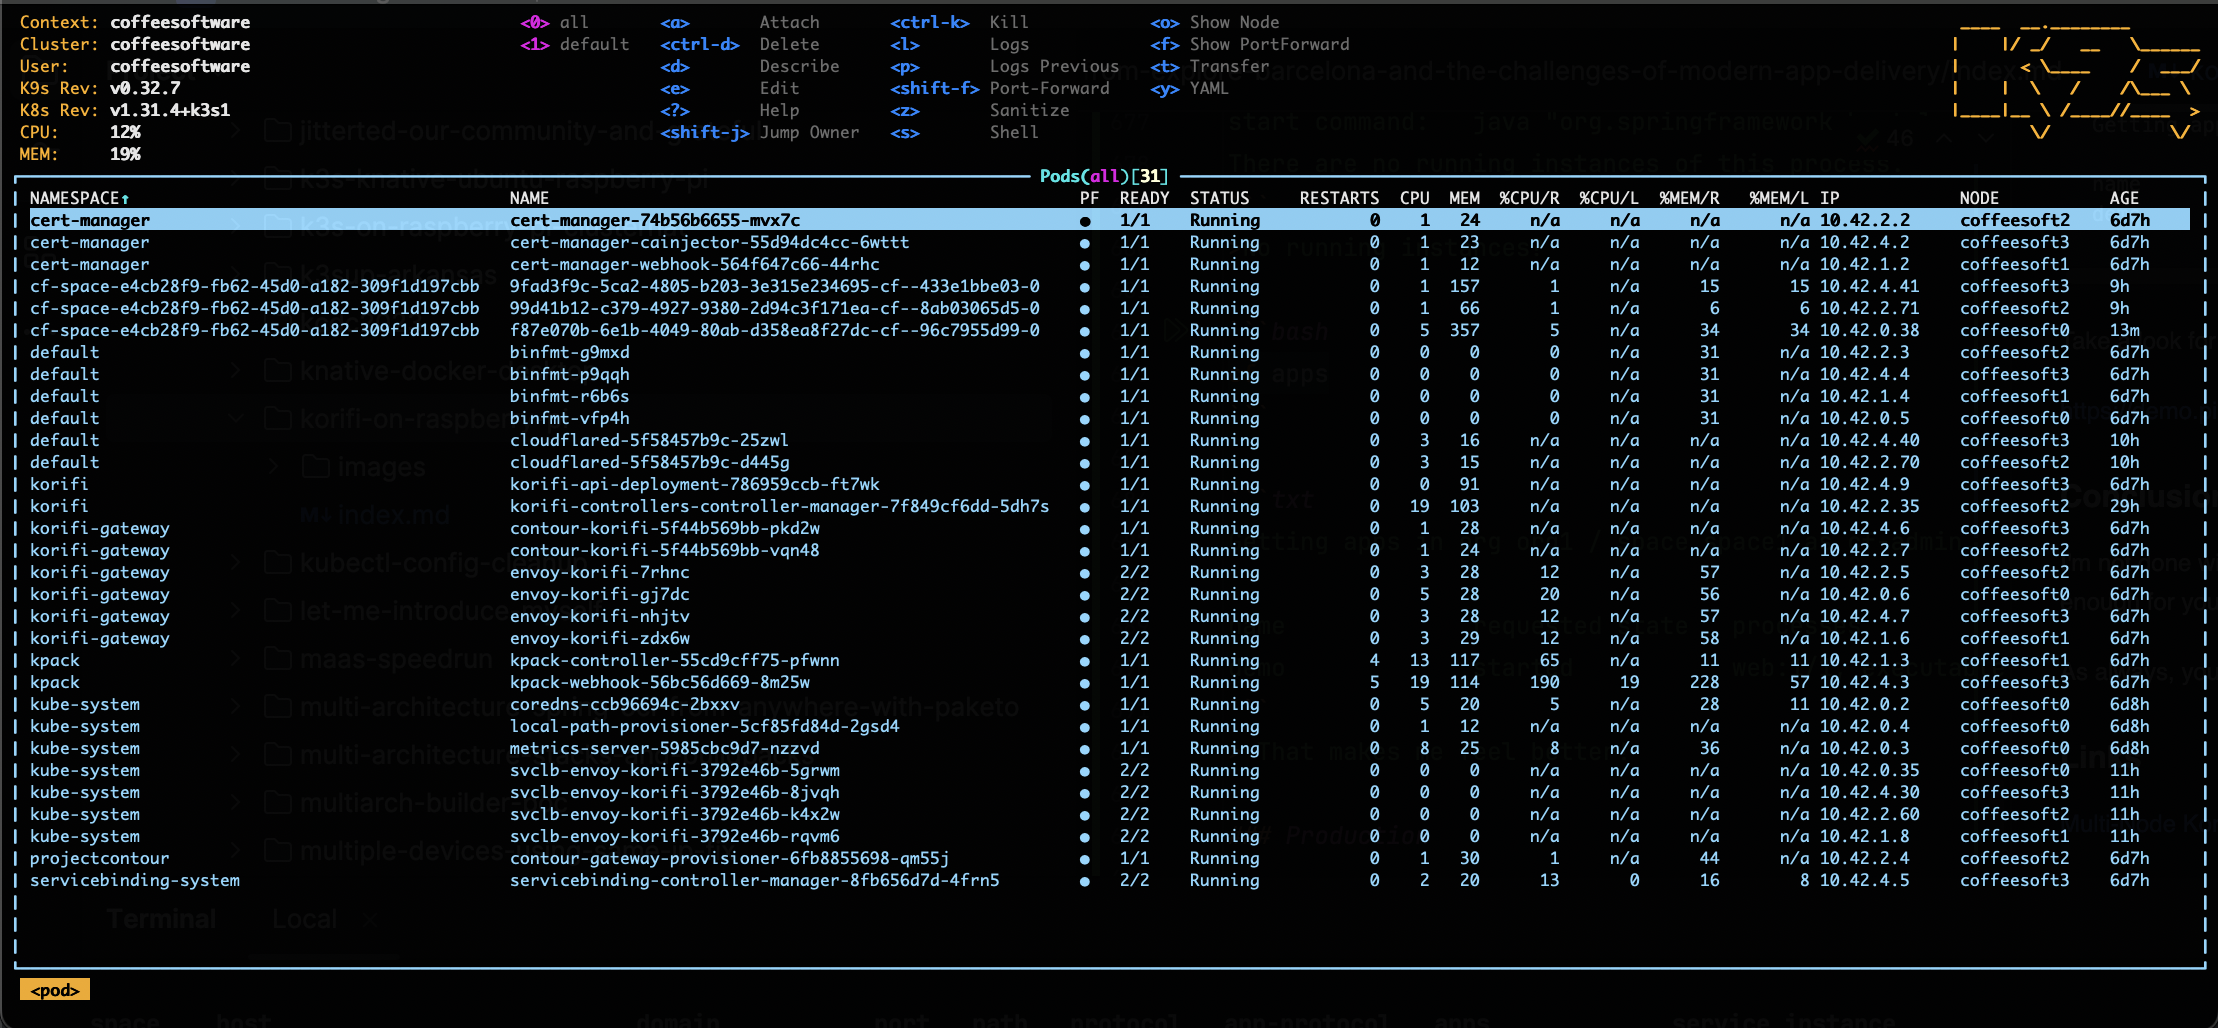 Context: coffeesoftware <0> all <a> Attach <ctrl-k> Kill <o> Show Node
Cluster: coffeesoftware <1> default <ctrl-d> Delete <l> Logs <f> Show PortForward
User: coffeesoftware <d> Describe <p> Logs Previous <t> Transfer
K9s Rev: v0.32.7 <e> Edit <shift-f> Port-Forward <y> YAML
K8s Rev: v1.31.4+k3s1 <?> Help <z> Sanitize
CPU: 12% <shift-j> Jump Owner <s> Shell
MEM: 19%
Pods(all)[31]
NAMESPACE↑ NAME PF READY STATUS RESTARTS CPU MEM %CPU/R %CPU/L %MEM/R %MEM/L IP NODE AGE
cert-manager cert-manager-74b56b6655-mvx7c ● 1/1 Running 0 1 24 n/a n/a n/a n/a 10.42.2.2 coffeesoft2 6d7h
cert-manager cert-manager-cainjector-55d94dc4cc-6wttt ● 1/1 Running 0 1 23 n/a n/a n/a n/a 10.42.4.2 coffeesoft3 6d7h
cert-manager cert-manager-webhook-564f647c66-44rhc ● 1/1 Running 0 1 12 n/a n/a n/a n/a 10.42.1.2 coffeesoft1 6d7h
cf-space-e4cb28f9-fb62-45d0-a182-309f1d197cbb 9fad3f9c-5ca2-4805-b203-3e315e234695-cf--433e1bbe03-0 ● 1/1 Running 0 1 157 1 n/a 15 15 10.42.4.41 coffeesoft3 9h
cf-space-e4cb28f9-fb62-45d0-a182-309f1d197cbb 99d41b12-c379-4927-9380-2d94c3f171ea-cf--8ab03065d5-0 ● 1/1 Running 0 1 66 1 n/a 6 6 10.42.2.71 coffeesoft2 9h
cf-space-e4cb28f9-fb62-45d0-a182-309f1d197cbb f87e070b-6e1b-4049-80ab-d358ea8f27dc-cf--96c7955d99-0 ● 1/1 Running 0 5 357 5 n/a 34 34 10.42.0.38 coffeesoft0 13m
default binfmt-g9mxd ● 1/1 Running 0 0 0 0 n/a 31 n/a 10.42.2.3 coffeesoft2 6d7h
default binfmt-p9qqh ● 1/1 Running 0 0 0 0 n/a 31 n/a 10.42.4.4 coffeesoft3 6d7h
default binfmt-r6b6s ● 1/1 Running 0 0 0 0 n/a 31 n/a 10.42.1.4 coffeesoft1 6d7h
default binfmt-vfp4h ● 1/1 Running 0 0 0 0 n/a 31 n/a 10.42.0.5 coffeesoft0 6d7h
default cloudflared-5f58457b9c-25zwl ● 1/1 Running 0 3 16 n/a n/a n/a n/a 10.42.4.40 coffeesoft3 10h
default cloudflared-5f58457b9c-d445g ● 1/1 Running 0 3 15 n/a n/a n/a n/a 10.42.2.70 coffeesoft2 10h
korifi korifi-api-deployment-786959ccb-ft7wk ● 1/1 Running 0 0 91 n/a n/a n/a n/a 10.42.4.9 coffeesoft3 6d7h
korifi korifi-controllers-controller-manager-7f849cf6dd-5dh7s ● 1/1 Running 0 19 103 n/a n/a n/a n/a 10.42.2.35 coffeesoft2 29h
korifi-gateway contour-korifi-5f44b569bb-pkd2w ● 1/1 Running 0 1 28 n/a n/a n/a n/a 10.42.4.6 coffeesoft3 6d7h
korifi-gateway contour-korifi-5f44b569bb-vqn48 ● 1/1 Running 0 1 24 n/a n/a n/a n/a 10.42.2.7 coffeesoft2 6d7h
korifi-gateway envoy-korifi-7rhnc ● 2/2 Running 0 3 28 12 n/a 57 n/a 10.42.2.5 coffeesoft2 6d7h
korifi-gateway envoy-korifi-gj7dc ● 2/2 Running 0 5 28 20 n/a 56 n/a 10.42.0.6 coffeesoft0 6d7h
korifi-gateway envoy-korifi-nhjtv ● 2/2 Running 0 3 28 12 n/a 57 n/a 10.42.4.7 coffeesoft3 6d7h
korifi-gateway envoy-korifi-zdx6w ● 2/2 Running 0 3 29 12 n/a 58 n/a 10.42.1.6 coffeesoft1 6d7h
kpack kpack-controller-55cd9cff75-pfwnn ● 1/1 Running 4 13 117 65 n/a 11 11 10.42.1.3 coffeesoft1 6d7h
kpack kpack-webhook-56bc56d669-8m25w ● 1/1 Running 5 19 114 190 19 228 57 10.42.4.3 coffeesoft3 6d7h
kube-system coredns-ccb96694c-2bxxv ● 1/1 Running 0 5 20 5 n/a 28 11 10.42.0.2 coffeesoft0 6d8h
kube-system local-path-provisioner-5cf85fd84d-2gsd4 ● 1/1 Running 0 1 12 n/a n/a n/a n/a 10.42.0.4 coffeesoft0 6d8h
kube-system metrics-server-5985cbc9d7-nzzvd ● 1/1 Running 0 8 25 8 n/a 36 n/a 10.42.0.3 coffeesoft0 6d8h
kube-system svclb-envoy-korifi-3792e46b-5grwm ● 2/2 Running 0 0 0 n/a n/a n/a n/a 10.42.0.35 coffeesoft0 11h
kube-system svclb-envoy-korifi-3792e46b-8jvqh ● 2/2 Running 0 0 0 n/a n/a n/a n/a 10.42.4.30 coffeesoft3 11h
kube-system svclb-envoy-korifi-3792e46b-k4x2w ● 2/2 Running 0 0 0 n/a n/a n/a n/a 10.42.2.60 coffeesoft2 11h
kube-system svclb-envoy-korifi-3792e46b-rqvm6 ● 2/2 Running 0 0 0 n/a n/a n/a n/a 10.42.1.8 coffeesoft1 11h
projectcontour contour-gateway-provisioner-6fb8855698-qm55j ● 1/1 Running 0 1 30 1 n/a 44 n/a 10.42.2.4 coffeesoft2 6d7h
servicebinding-system servicebinding-controller-manager-8fb656d7d-4frn5 ● 2/2 Running 0 2 20 13 0 16 8 10.42.4.5 coffeesoft3 6d7h
Terminal Local
<pod>